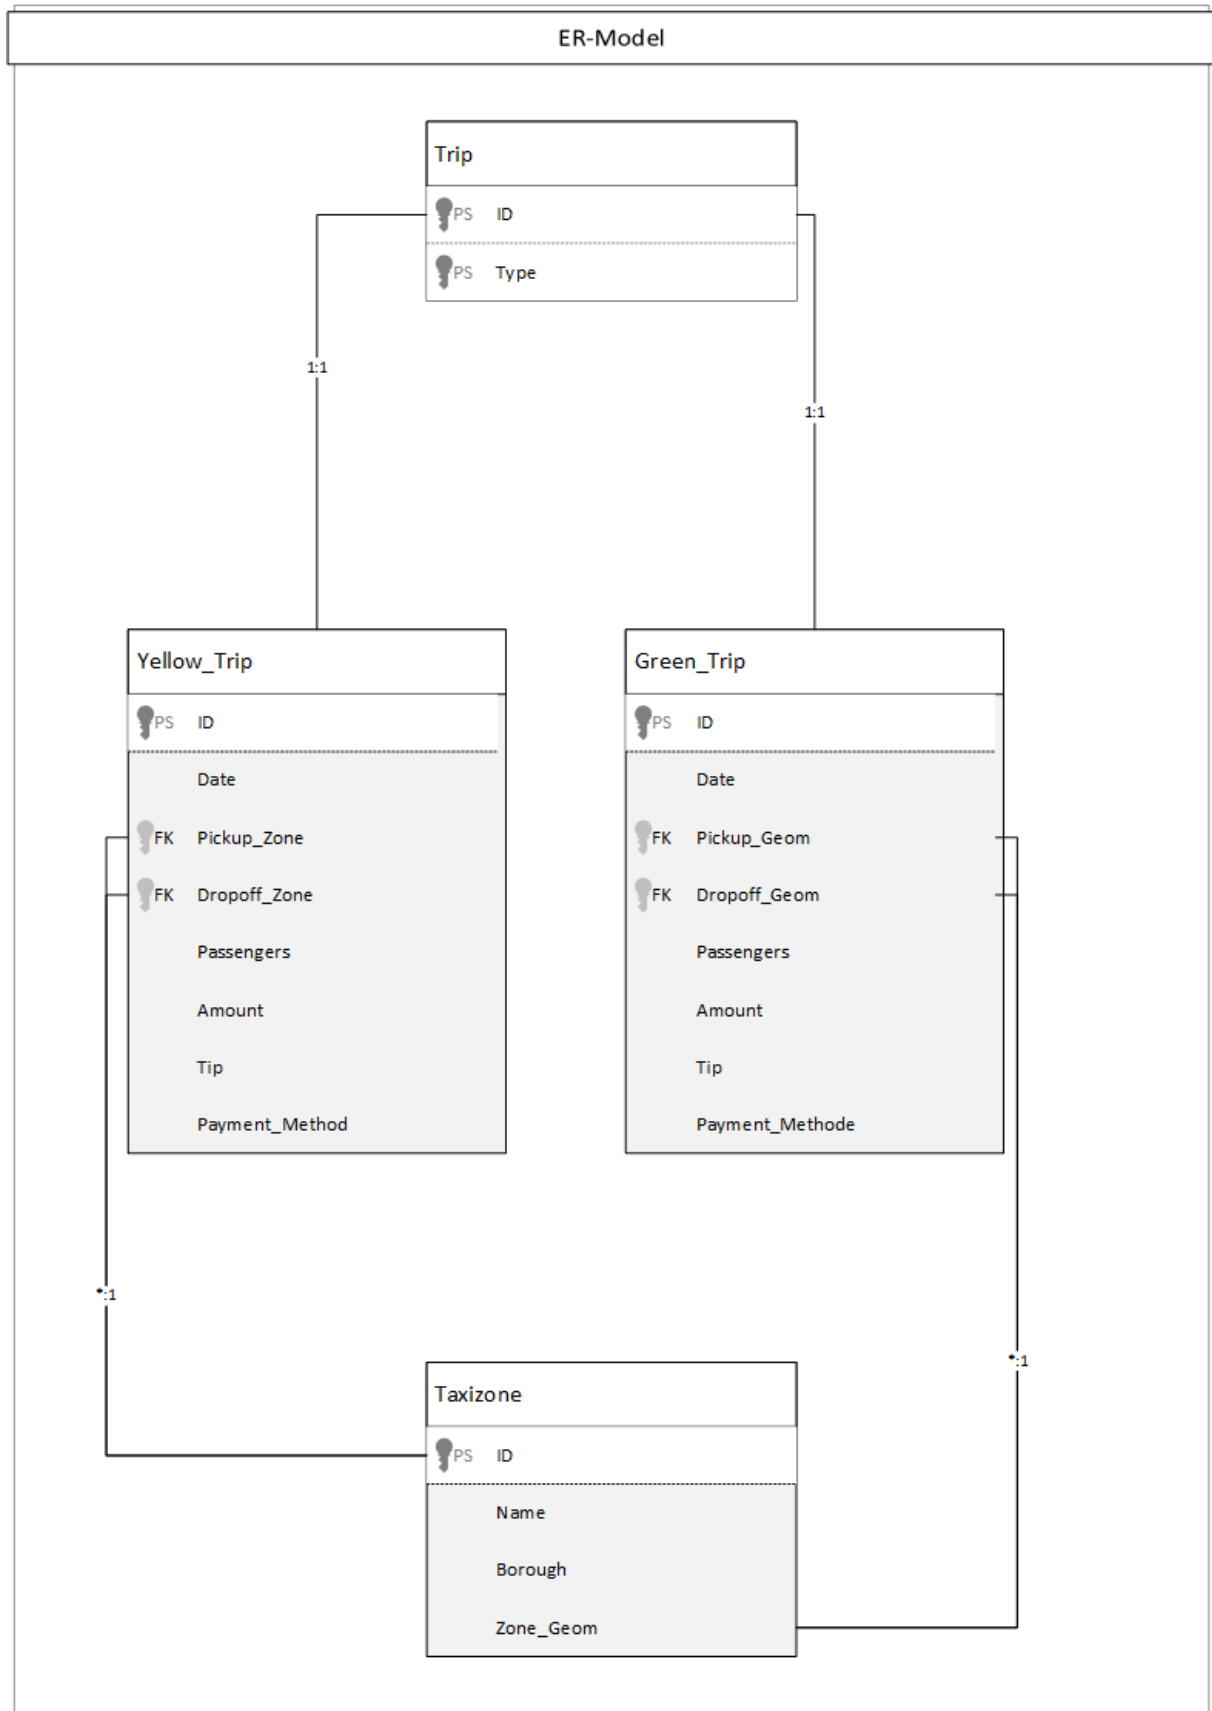 ER-Model
Trip
PS ID
PS Type
1:1
1:1
Yellow_Trip
PS ID
Date
FK Pickup_Zone
FK Dropoff_Zone
Passengers
Amount
Tip
Payment_Method
Green_Trip
PS ID
Date
FK Pickup_Geom
FK Dropoff_Geom
Passengers
Amount
Tip
Payment_Methode
*:1
*:1
Taxizone
PS ID
Name
Borough
Zone_Geom